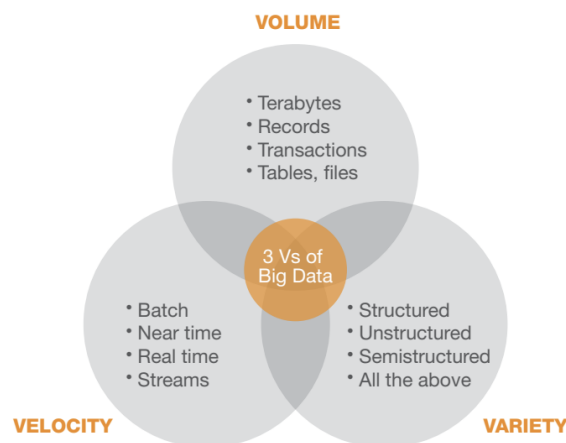 VOLUME
• Terabytes
• Records
• Transactions
• Tables, files
3 Vs of
Big Data
• Batch
• Near time
• Real time
• Streams
• Structured
• Unstructured
• Semistructured
• All the above
VELOCITY
VARIETY